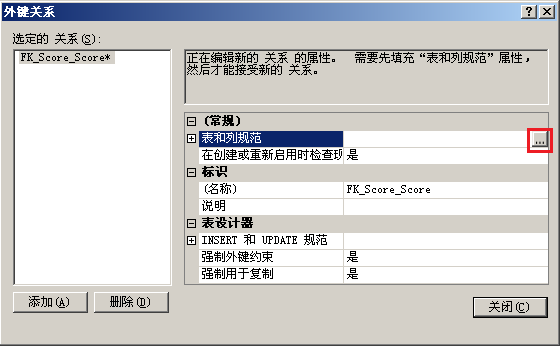 外键关系
选定的 关系(S):
FK_Score_Score*
正在编辑新的 关系 的属性。 需要先填充“表和列规范”属性,
然后才能接受新的 关系。
(常规)
表和列规范
...
在创建或重新启用时检查现 是
标识
(名称) FK_Score_Score
说明
表设计器
INSERT 和 UPDATE 规范
强制外键约束 是
强制用于复制 是
添加(A) 删除(D)
关闭(C)